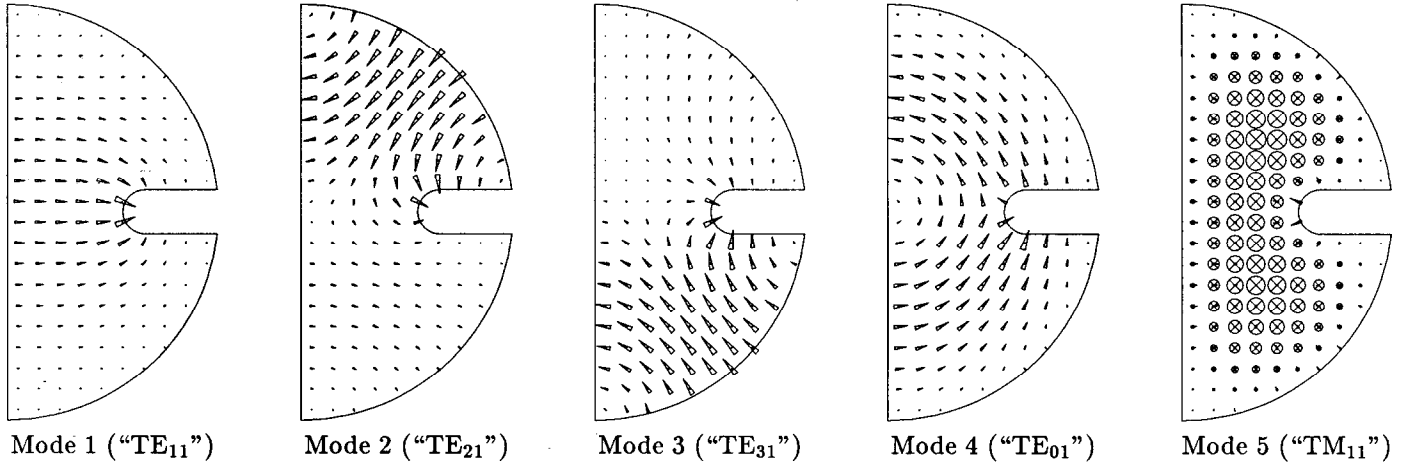 Mode 1 (“TE₁₁”)
Mode 2 (“TE₂₁”)
Mode 3 (“TE₃₁”)
Mode 4 (“TE₀₁”)
Mode 5 (“TM₁₁”)